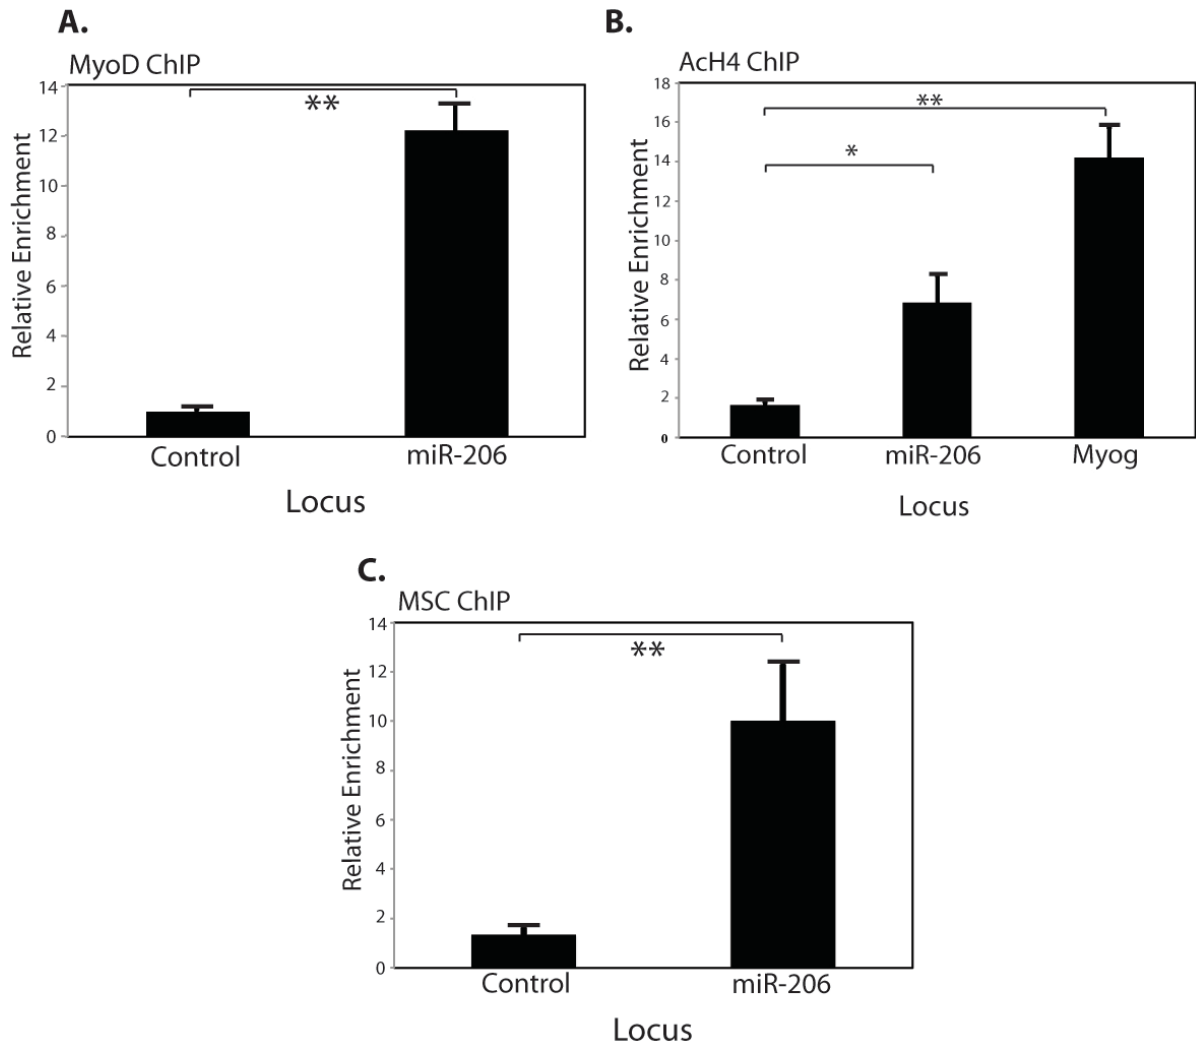 A.
MyoD ChIP
14
12
10
8
6
4
2
0
Relative Enrichment
**
Control
miR-206
Locus
B.
AcH4 ChIP
18
16
14
12
10
8
6
4
2
0
Relative Enrichment
**
*
Control
miR-206
Myog
Locus
C.
MSC ChIP
14
12
10
8
6
4
2
0
Relative Enrichment
**
Control
miR-206
Locus